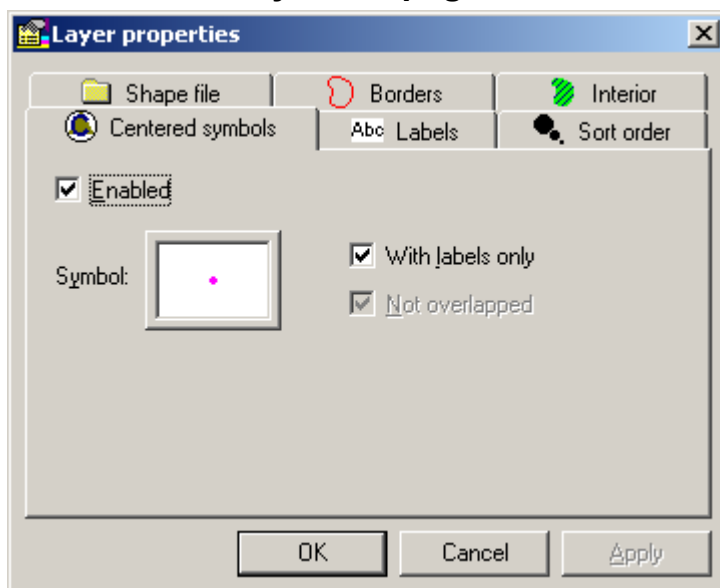 Layer properties
Shape file
Borders
Interior
Centered symbols
Abc Labels
Sort order
Enabled
Symbol:
With labels only
Not overlapped
OK
Cancel
Apply